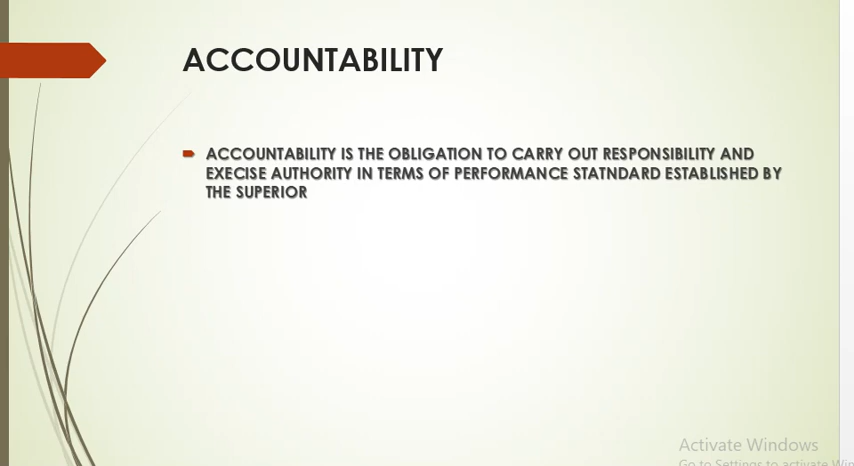 ACCOUNTABILITY
ACCOUNTABILITY IS THE OBLIGATION TO CARRY OUT RESPONSIBILITY AND
EXECISE AUTHORITY IN TERMS OF PERFORMANCE STATNDARD ESTABLISHED BY
THE SUPERIOR
Activate Windows
Go to Settings to activate Win